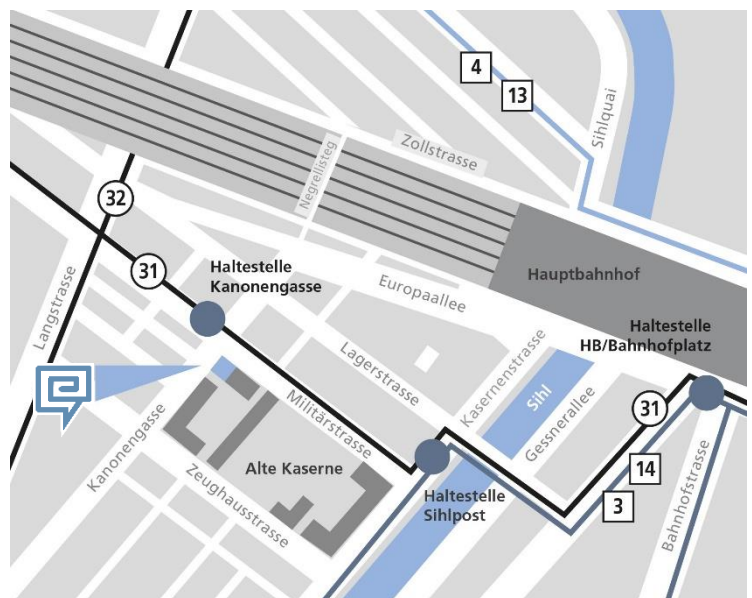 4
13
Sihlquai
Zollstrasse
Negrellisteg
32
31
Haltestelle
Kanonengasse
Hauptbahnhof
Europaallee
Langstrasse
Haltestelle
HB/Bahnhofplatz
Lagerstrasse
Kasernenstrasse
Sihl
31
Militärstrasse
Gessnerallee
Kanonengasse
Alte Kaserne
14
Haltestelle
Sihlpost
3
Zeughausstrasse
Bahnhofstrasse